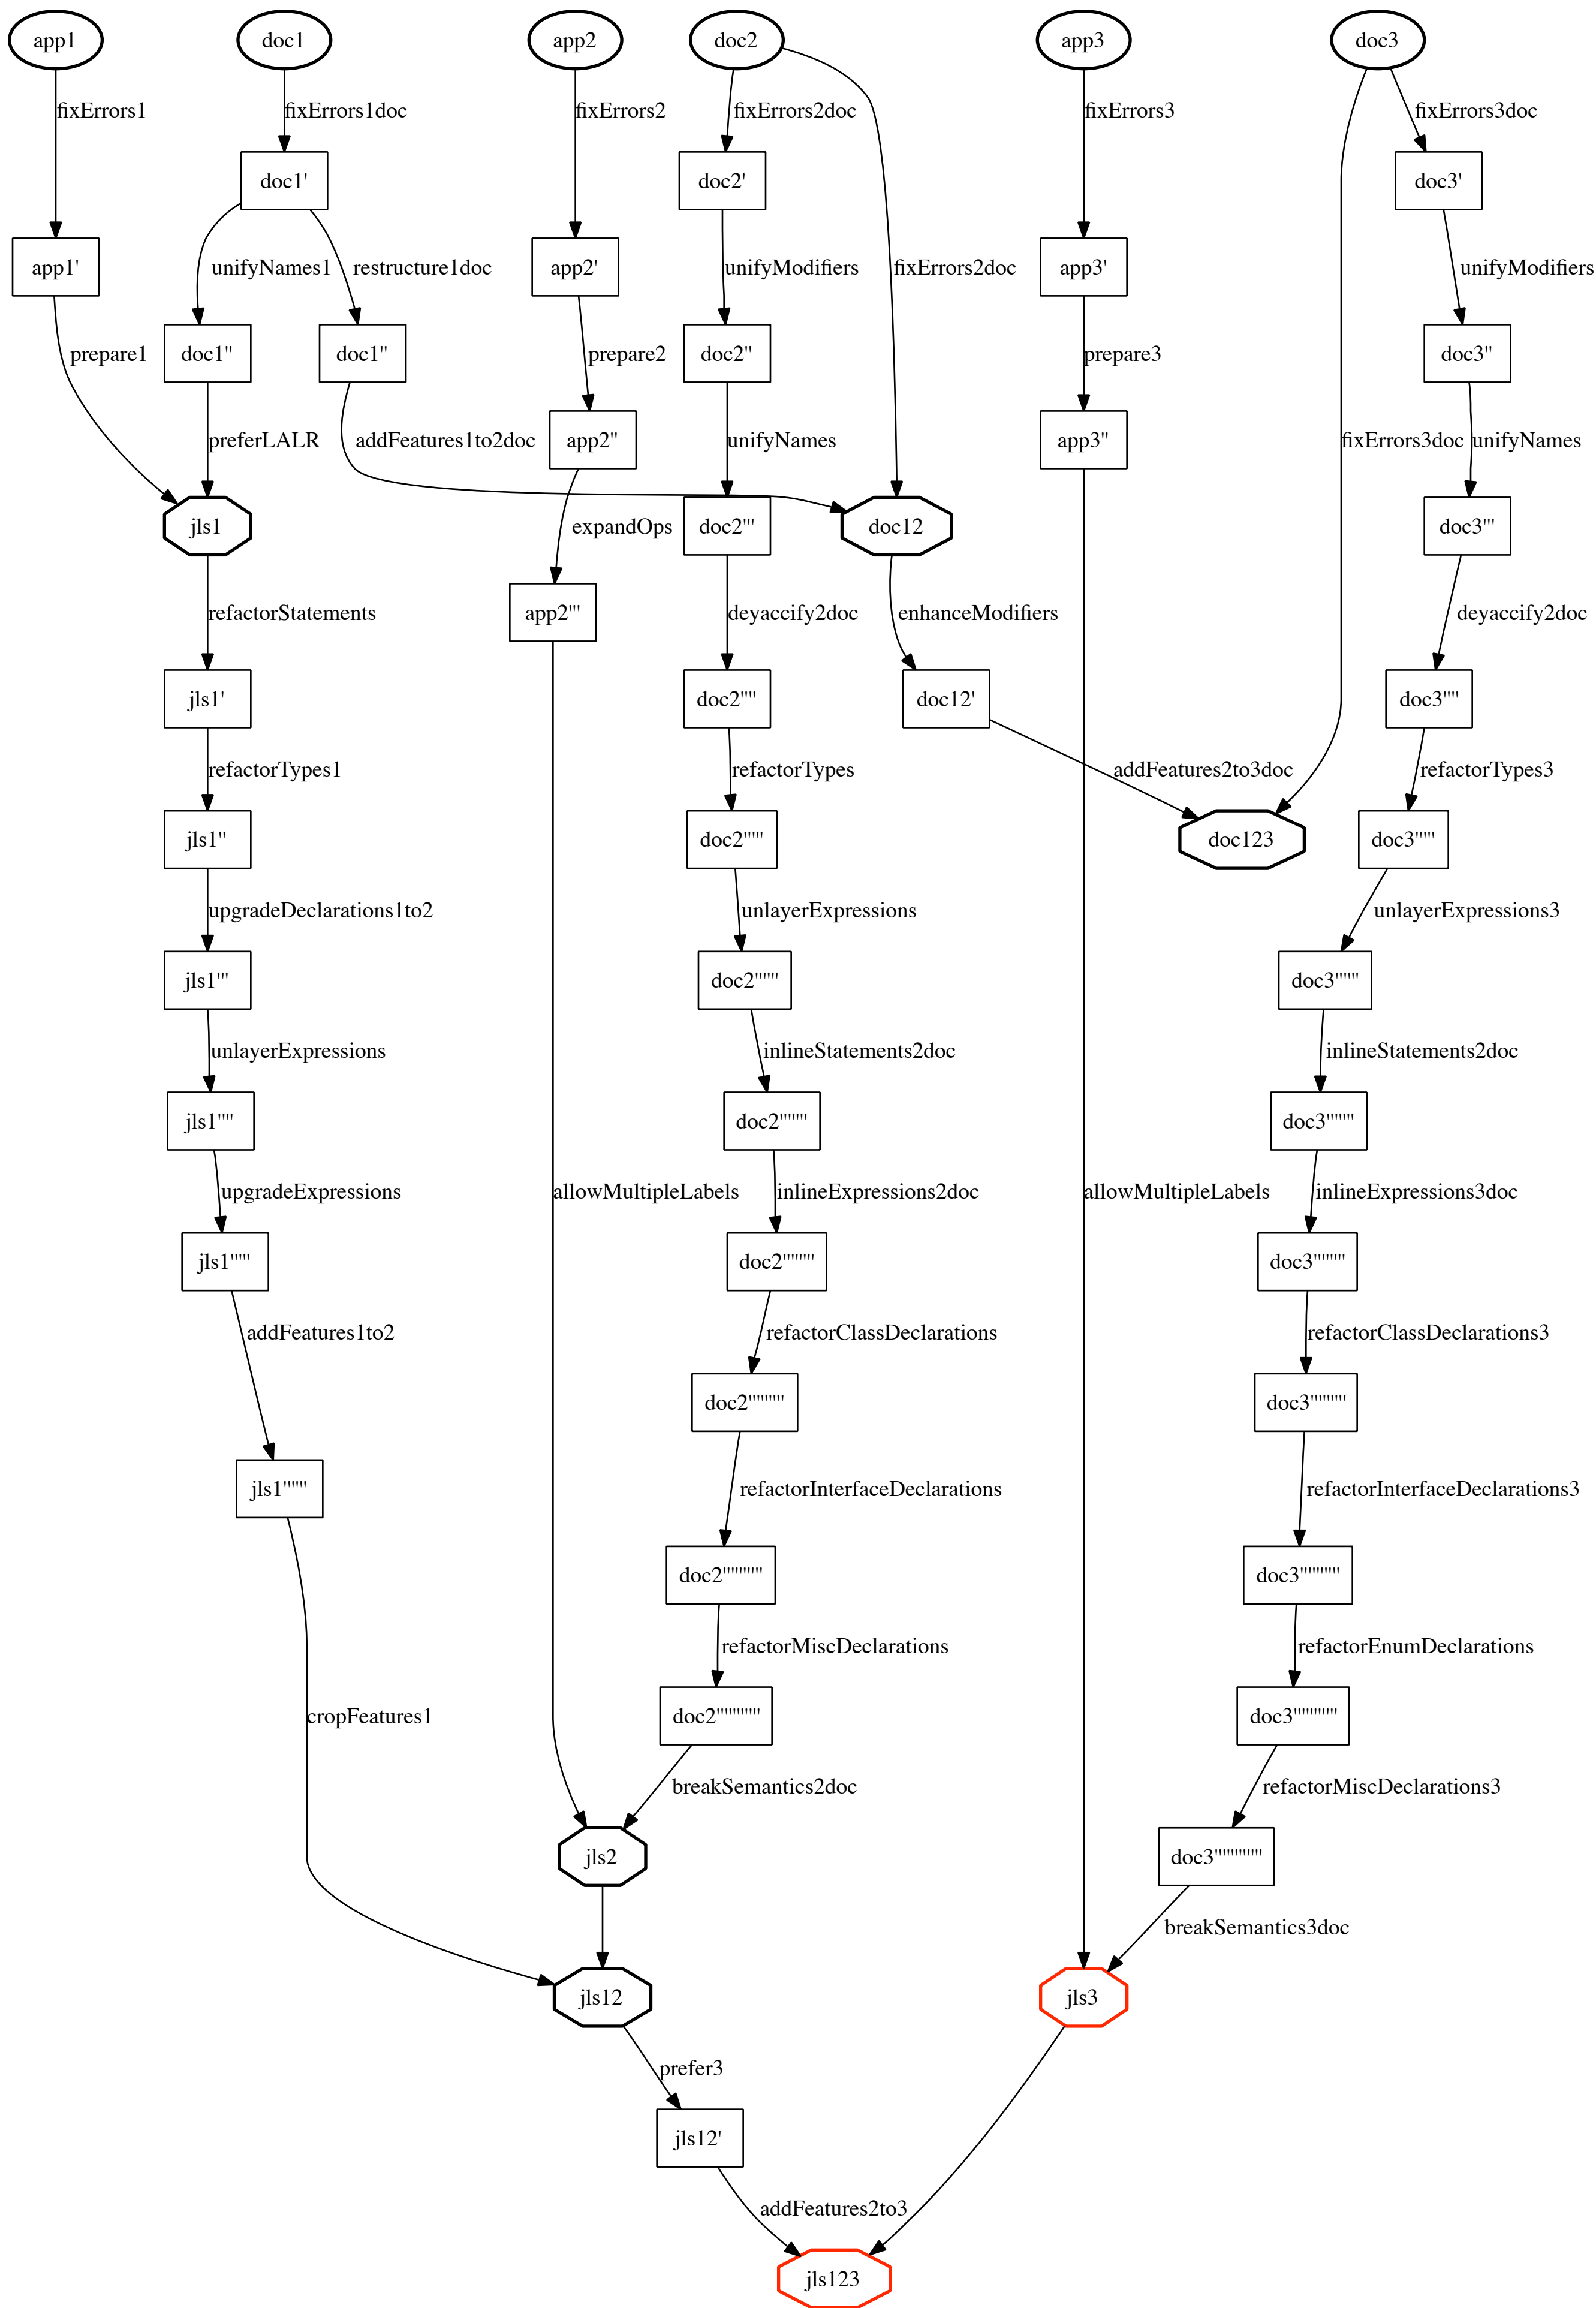 app1
doc1
app2
doc2
app3
doc3
fixErrors1
fixErrors1doc
fixErrors2
fixErrors2doc
fixErrors3
fixErrors3doc
doc1'
doc2'
doc3'
app1'
unifyNames1
restructure1doc
app2'
unifyModifiers
fixErrors2doc
app3'
unifyModifiers
prepare1
doc1''
doc1''
prepare2
doc2''
prepare3
doc3''
preferLALR
addFeatures1to2doc
app2''
unifyNames
app3''
fixErrors3doc
unifyNames
jls1
expandOps
doc2'''
doc12
doc3'''
refactorStatements
app2'''
deyaccify2doc
enhanceModifiers
deyaccify2doc
jls1'
doc2''''
doc12'
doc3''''
refactorTypes1
refactorTypes
addFeatures2to3doc
refactorTypes3
jls1''
doc2'''''
doc123
doc3'''''
upgradeDeclarations1to2
unlayerExpressions
unlayerExpressions3
jls1'''
doc2''''''
doc3''''''
unlayerExpressions
inlineStatements2doc
inlineStatements2doc
jls1''''
doc2'''''''
doc3'''''''
upgradeExpressions
allowMultipleLabels
inlineExpressions2doc
allowMultipleLabels
inlineExpressions3doc
jls1'''''
doc2''''''''
doc3''''''''
addFeatures1to2
refactorClassDeclarations
refactorClassDeclarations3
doc2'''''''''
doc3'''''''''
jls1''''''
refactorInterfaceDeclarations
refactorInterfaceDeclarations3
doc2''''''''''
doc3''''''''''
refactorMiscDeclarations
refactorEnumDeclarations
cropFeatures1
doc2'''''''''''
doc3'''''''''''
breakSemantics2doc
refactorMiscDeclarations3
jls2
doc3''''''''''''
breakSemantics3doc
jls12
jls3
prefer3
jls12'
addFeatures2to3
jls123